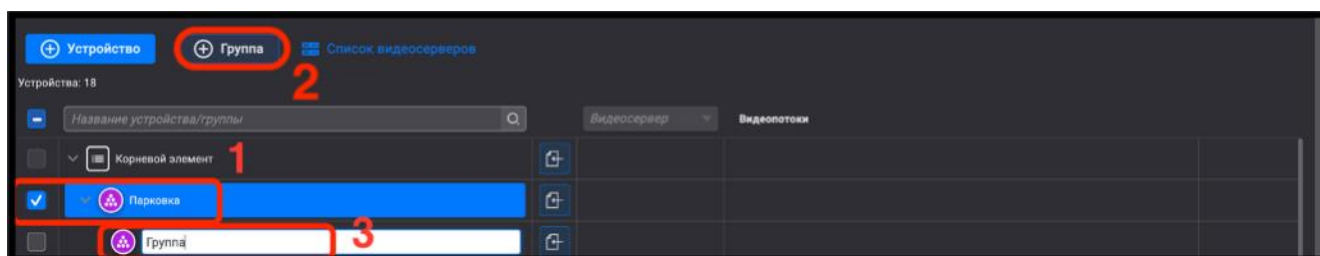 Устройство Группа Список видеосерверов
2
Устройства: 18
Название устройства/группы Видеосервер Видеопотоки
Корневой элемент 1
Парковка
Группа 3